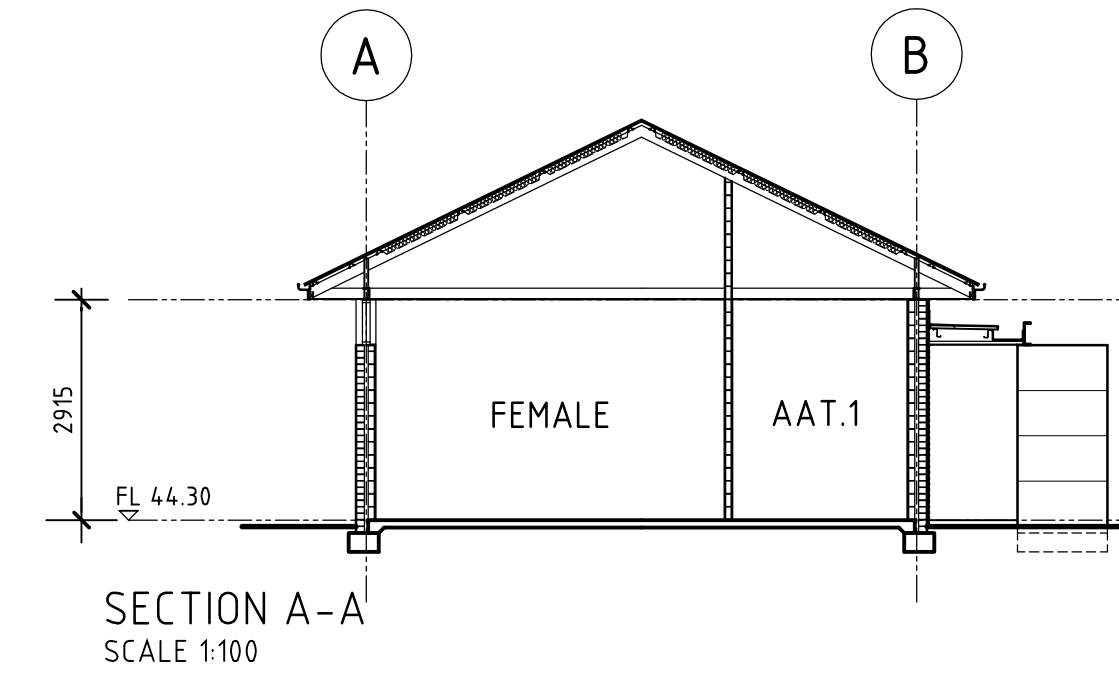 A
B
2915
FEMALE
AAT.1
FL 44.30
SECTION A-A
SCALE 1:100